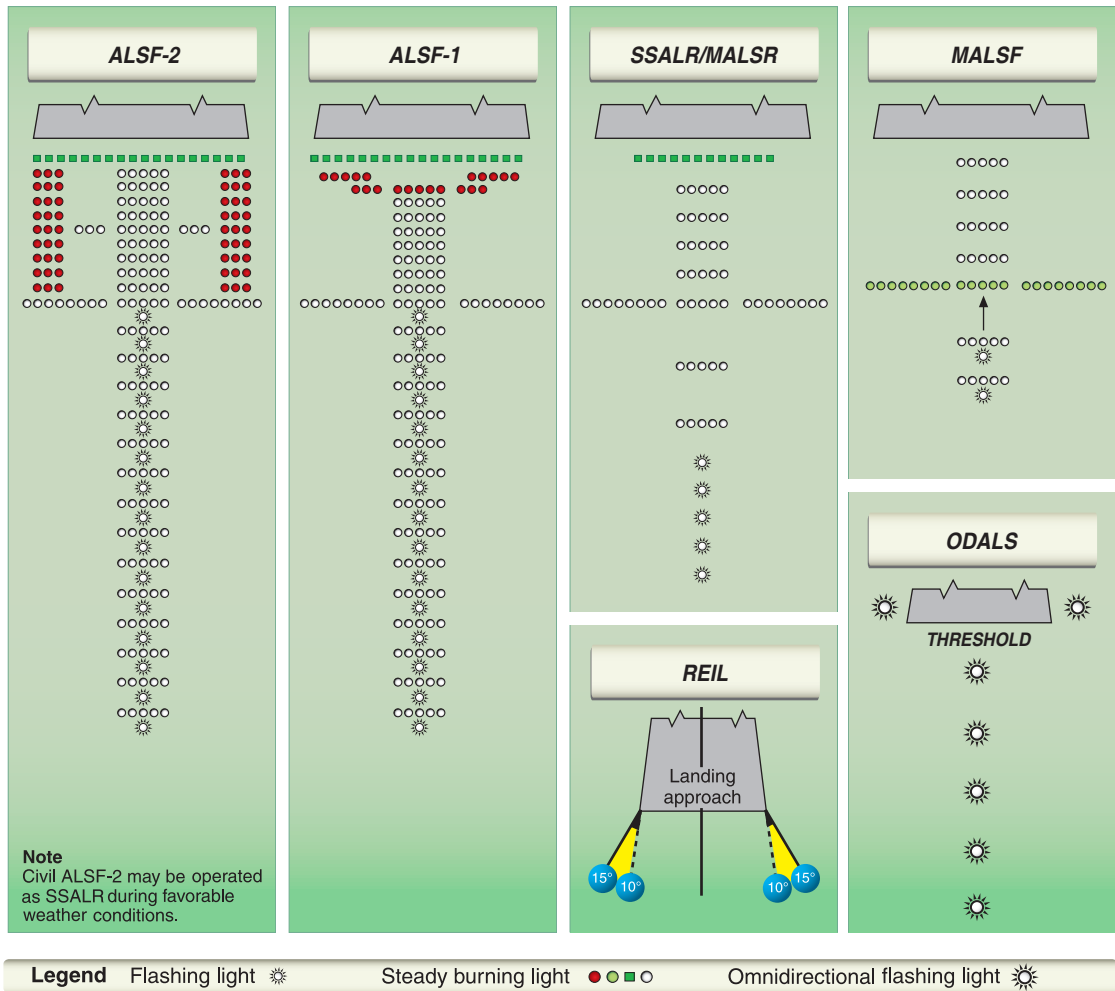 ALSF-2
ALSF-1
SSALR/MALSR
MALSF
ODALS
THRESHOLD
REIL
Landing
approach
15°
10°
10°
15°
Note
Civil ALSF-2 may be operated
as SSALR during favorable
weather conditions.
Legend Flashing light Steady burning light Omnidirectional flashing light